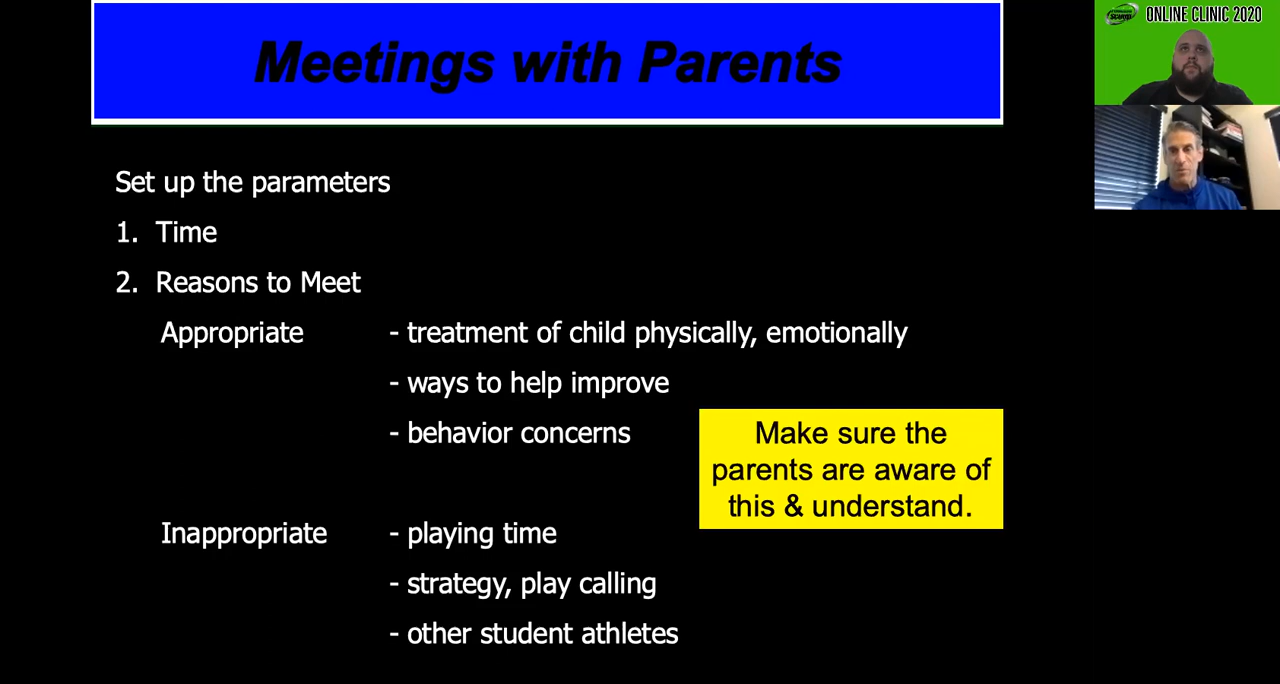 Meetings with Parents
ONLINE CLINIC 2020
Set up the parameters
1. Time
2. Reasons to Meet
Appropriate - treatment of child physically, emotionally
- ways to help improve
- behavior concerns
Make sure the
parents are aware of
this & understand.
Inappropriate - playing time
- strategy, play calling
- other student athletes